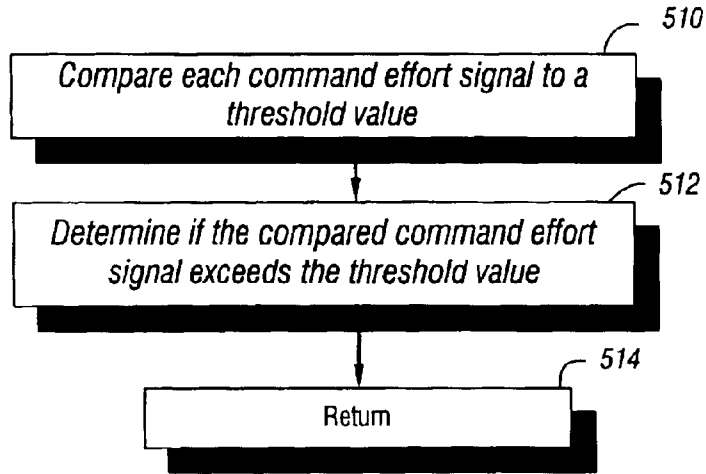 510
Compare each command effort signal to a
threshold value
512
Determine if the compared command effort
signal exceeds the threshold value
514
Return